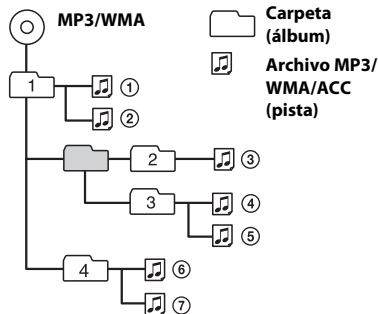 MP3/WMA
Carpeta
(álbum)
Archivo MP3/
WMA/ACC
(pista)
1
①
②
2
③
3
④
⑤
4
⑥
⑦